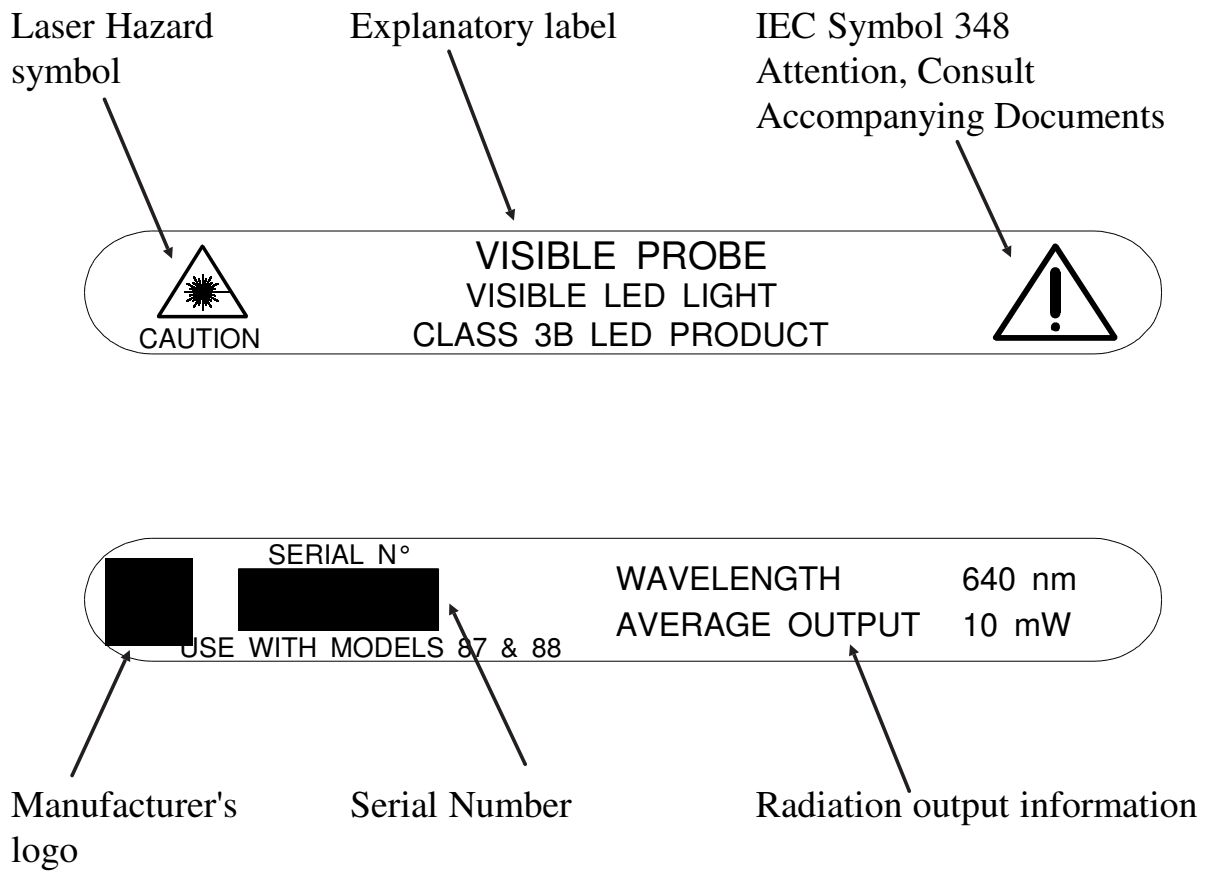 Laser Hazard
symbol
Explanatory label
IEC Symbol 348
Attention, Consult
Accompanying Documents
CAUTION
VISIBLE PROBE
VISIBLE LED LIGHT
CLASS 3B LED PRODUCT
SERIAL N°
USE WITH MODELS 87 & 88
WAVELENGTH 640 nm
AVERAGE OUTPUT 10 mW
Manufacturer's
logo
Serial Number
Radiation output information